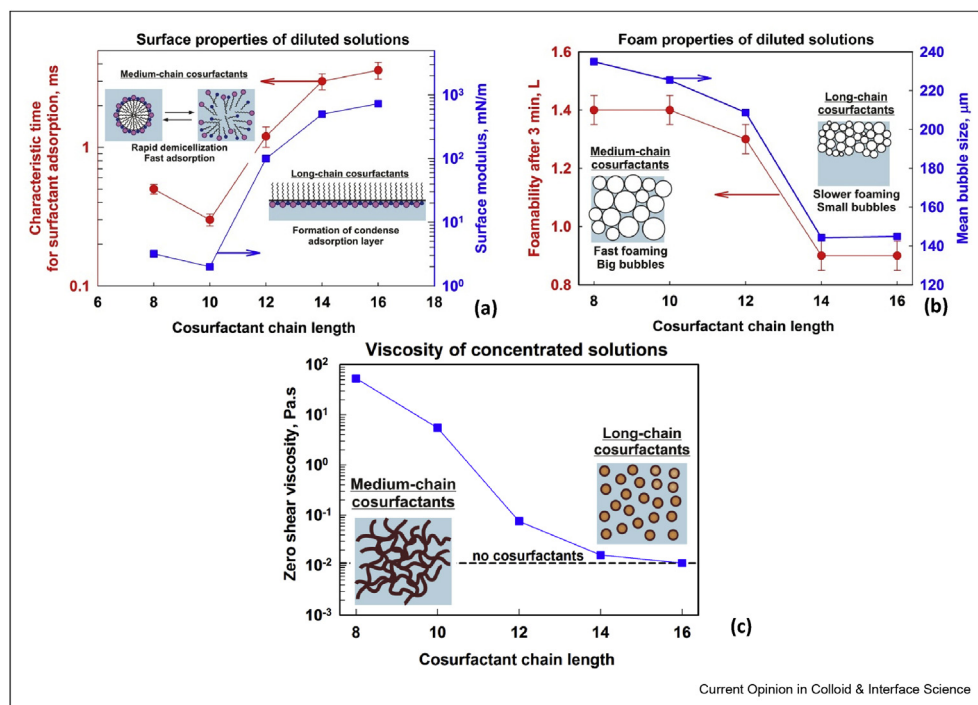 Surface properties of diluted solutions
Characteristic time
for surfactant adsorption, ms
1
0.1
Medium-chain cosurfactants
Rapid demicellization
Fast adsorption
Long-chain cosurfactants
Formation of condense
adsorption layer
10³
10²
10¹
10⁰
Surface modulus, mN/m
6 8 10 12 14 16 18
Cosurfactant chain length
(a)
Foam properties of diluted solutions
Foamability after 3 min, L
1.6
1.4
1.2
1.0
0.8
Medium-chain
cosurfactants
Fast foaming
Big bubbles
Long-chain
cosurfactants
Slower foaming
Small bubbles
240
220
200
180
160
140
120
Mean bubble size, µm
8 10 12 14 16
Cosurfactant chain length
(b)
Viscosity of concentrated solutions
Zero shear viscosity, Pa.s
10²
10¹
10⁰
10⁻¹
10⁻²
10⁻³
Medium-chain
cosurfactants
Long-chain
cosurfactants
no cosurfactants
8 10 12 14 16
Cosurfactant chain length
(c)
Current Opinion in Colloid & Interface Science